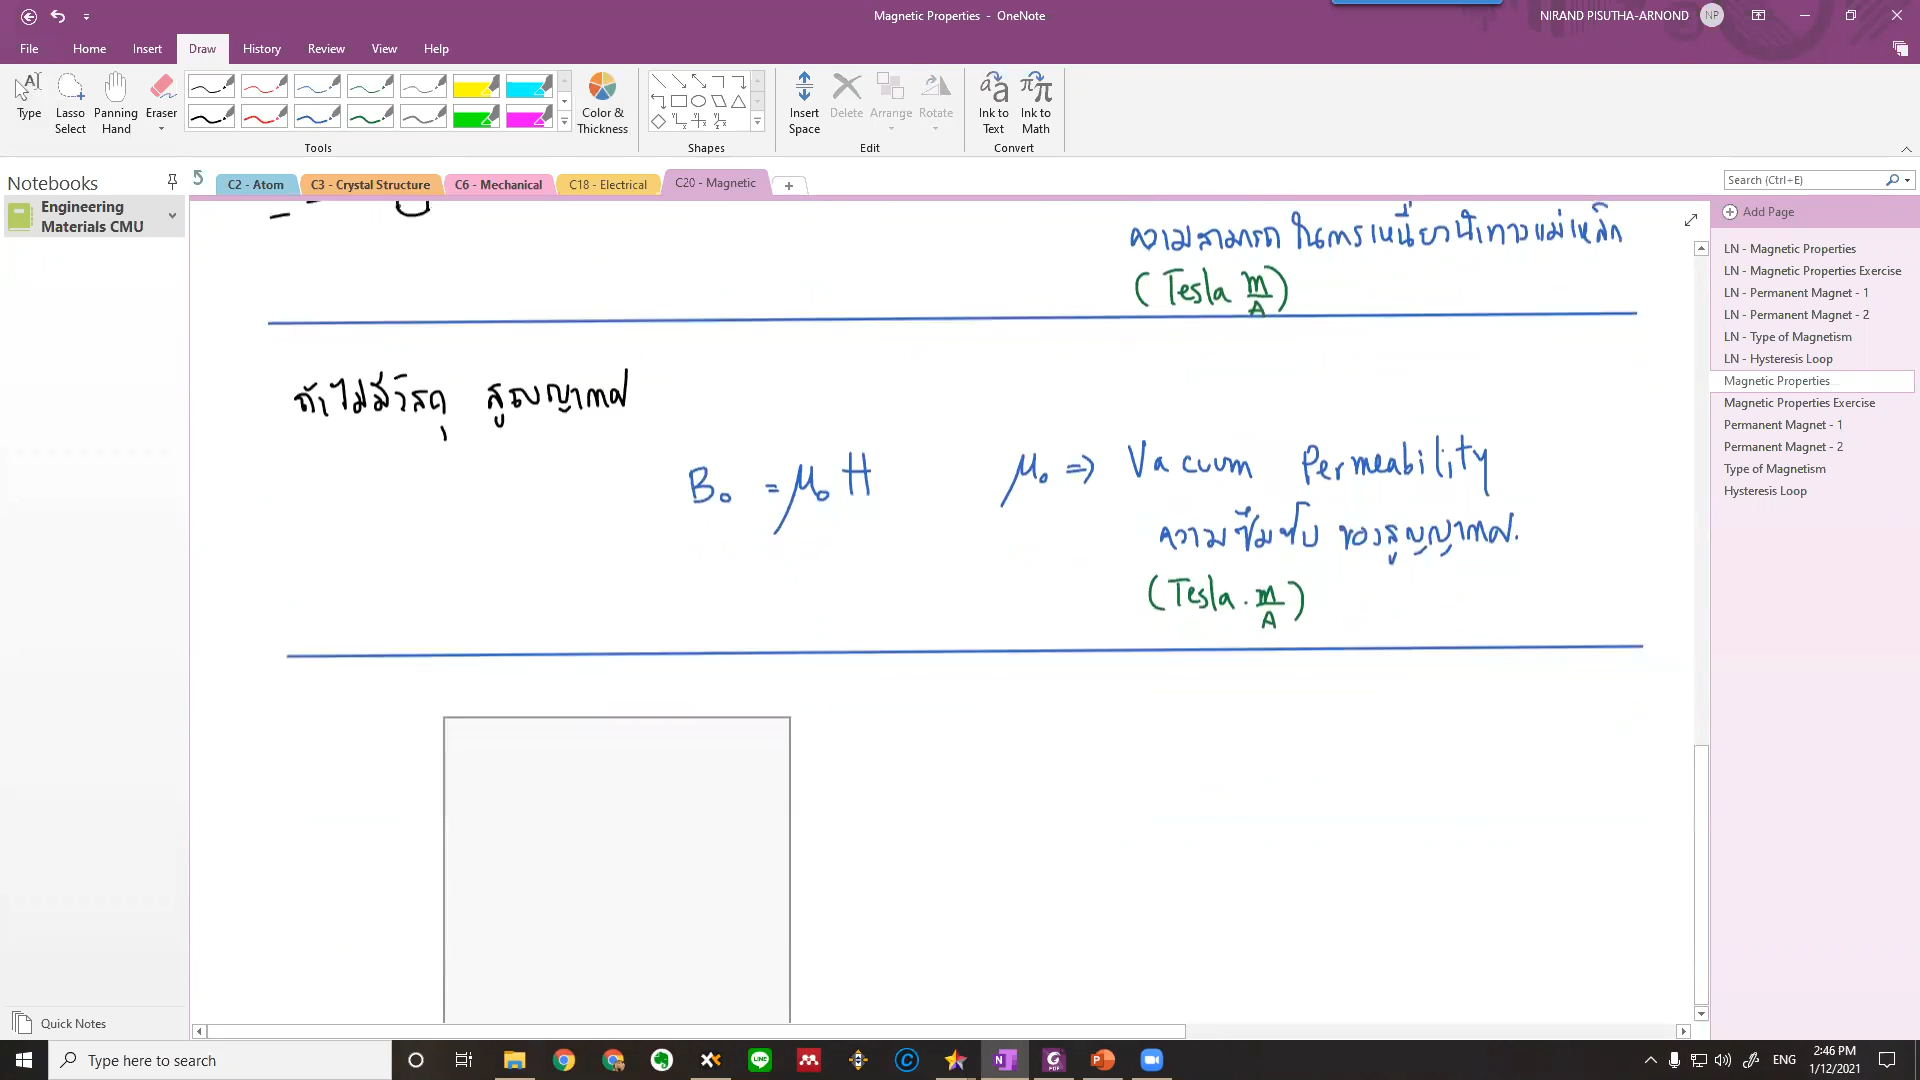 Magnetic Properties - OneNote
NIRAND PISUTHA-ARNOND NP
File Home Insert Draw History Review View Help
Type
Lasso Select
Panning Hand
Eraser
Color & Thickness
Insert Space
Delete
Arrange
Rotate
Ink to Text
Ink to Math
Tools
Shapes
Edit
Convert
Notebooks
C2 - Atom
C3 - Crystal Structure
C6 - Mechanical
C18 - Electrical
C20 - Magnetic
Search (Ctrl+E)
Engineering Materials CMU
Add Page
LN - Magnetic Properties
LN - Magnetic Properties Exercise
LN - Permanent Magnet - 1
LN - Permanent Magnet - 2
LN - Type of Magnetism
LN - Hysteresis Loop
Magnetic Properties
Magnetic Properties Exercise
Permanent Magnet - 1
Permanent Magnet - 2
Type of Magnetism
Hysteresis Loop
ความสามารถในการเหนี่ยวนำทางแม่เหล็ก
(Tesla m/A)
ถ้าไม่มีวัสดุ สูญญากาศ
B₀ = μ₀ H
μ₀ ⇒ Vacuum Permeability
ความซึมซับ ของสูญญากาศ.
(Tesla · m/A)
Quick Notes
Type here to search
ENG
2:46 PM
1/12/2021